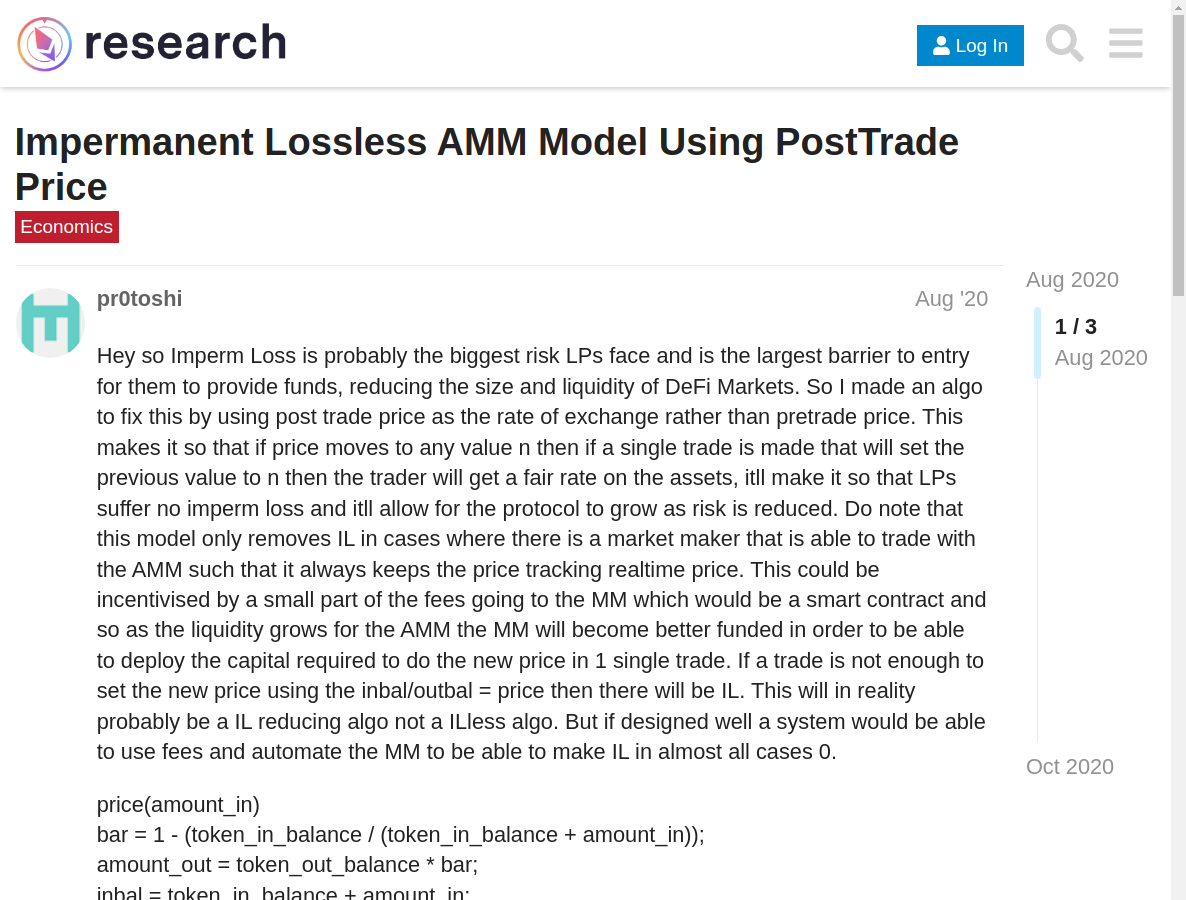 research
Log In
Impermanent Lossless AMM Model Using PostTrade
Price
Economics
pr0toshi
Aug '20
Hey so Imperm Loss is probably the biggest risk LPs face and is the largest barrier to entry
for them to provide funds, reducing the size and liquidity of DeFi Markets. So I made an algo
to fix this by using post trade price as the rate of exchange rather than pretrade price. This
makes it so that if price moves to any value n then if a single trade is made that will set the
previous value to n then the trader will get a fair rate on the assets, itll make it so that LPs
suffer no imperm loss and itll allow for the protocol to grow as risk is reduced. Do note that
this model only removes IL in cases where there is a market maker that is able to trade with
the AMM such that it always keeps the price tracking realtime price. This could be
incentivised by a small part of the fees going to the MM which would be a smart contract and
so as the liquidity grows for the AMM the MM will become better funded in order to be able
to deploy the capital required to do the new price in 1 single trade. If a trade is not enough to
set the new price using the inbal/outbal = price then there will be IL. This will in reality
probably be a IL reducing algo not a ILless algo. But if designed well a system would be able
to use fees and automate the MM to be able to make IL in almost all cases 0.
price(amount_in)
bar = 1 - (token_in_balance / (token_in_balance + amount_in));
amount_out = token_out_balance * bar;
inbal = token_in_balance + amount_in;
Aug 2020
1 / 3
Aug 2020
Oct 2020